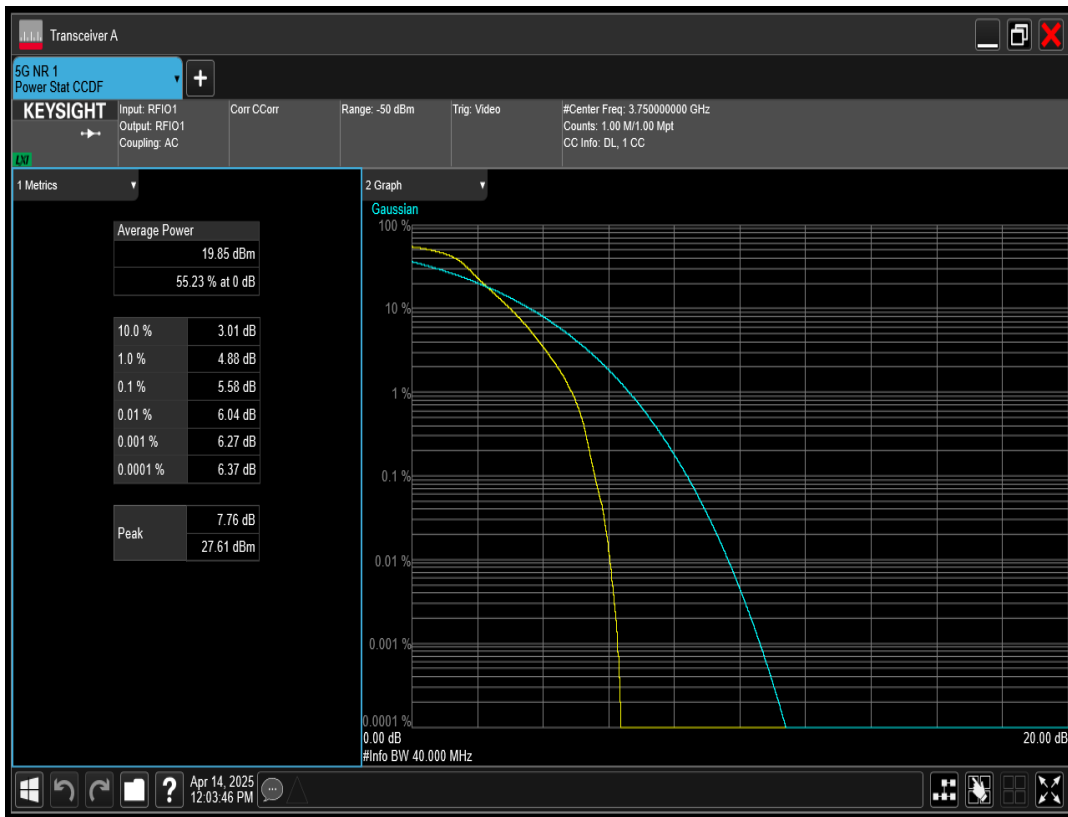 Transceiver A
5G NR 1
Power Stat CCDF
+
KEYSIGHT
LXI
Input: RFIO1
Output: RFIO1
Coupling: AC
Corr CCorr
Range: -50 dBm
Trig: Video
#Center Freq: 3.750000000 GHz
Counts: 1.00 M/1.00 Mpt
CC Info: DL, 1 CC
1 Metrics
Average Power
19.85 dBm
55.23 % at 0 dB
10.0 % 3.01 dB
1.0 % 4.88 dB
0.1 % 5.58 dB
0.01 % 6.04 dB
0.001 % 6.27 dB
0.0001 % 6.37 dB
Peak
7.76 dB
27.61 dBm
2 Graph
Gaussian
100 %
10 %
1 %
0.1 %
0.01 %
0.001 %
0.0001 %
0.00 dB 20.00 dB
#Info BW 40.000 MHz
?
Apr 14, 2025
12:03:46 PM